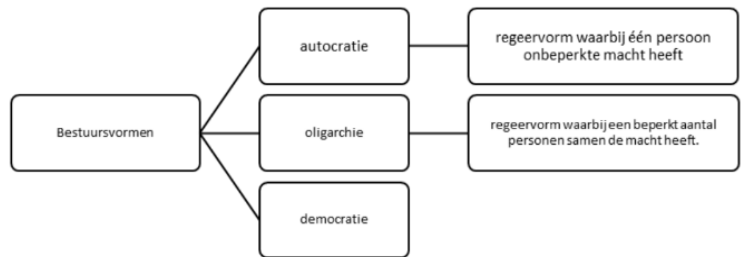 autocratie
regeervorm waarbij één persoon
onbeperkte macht heeft
Bestuursvormen
oligarchie
regeervorm waarbij een beperkt aantal
personen samen de macht heeft.
democratie